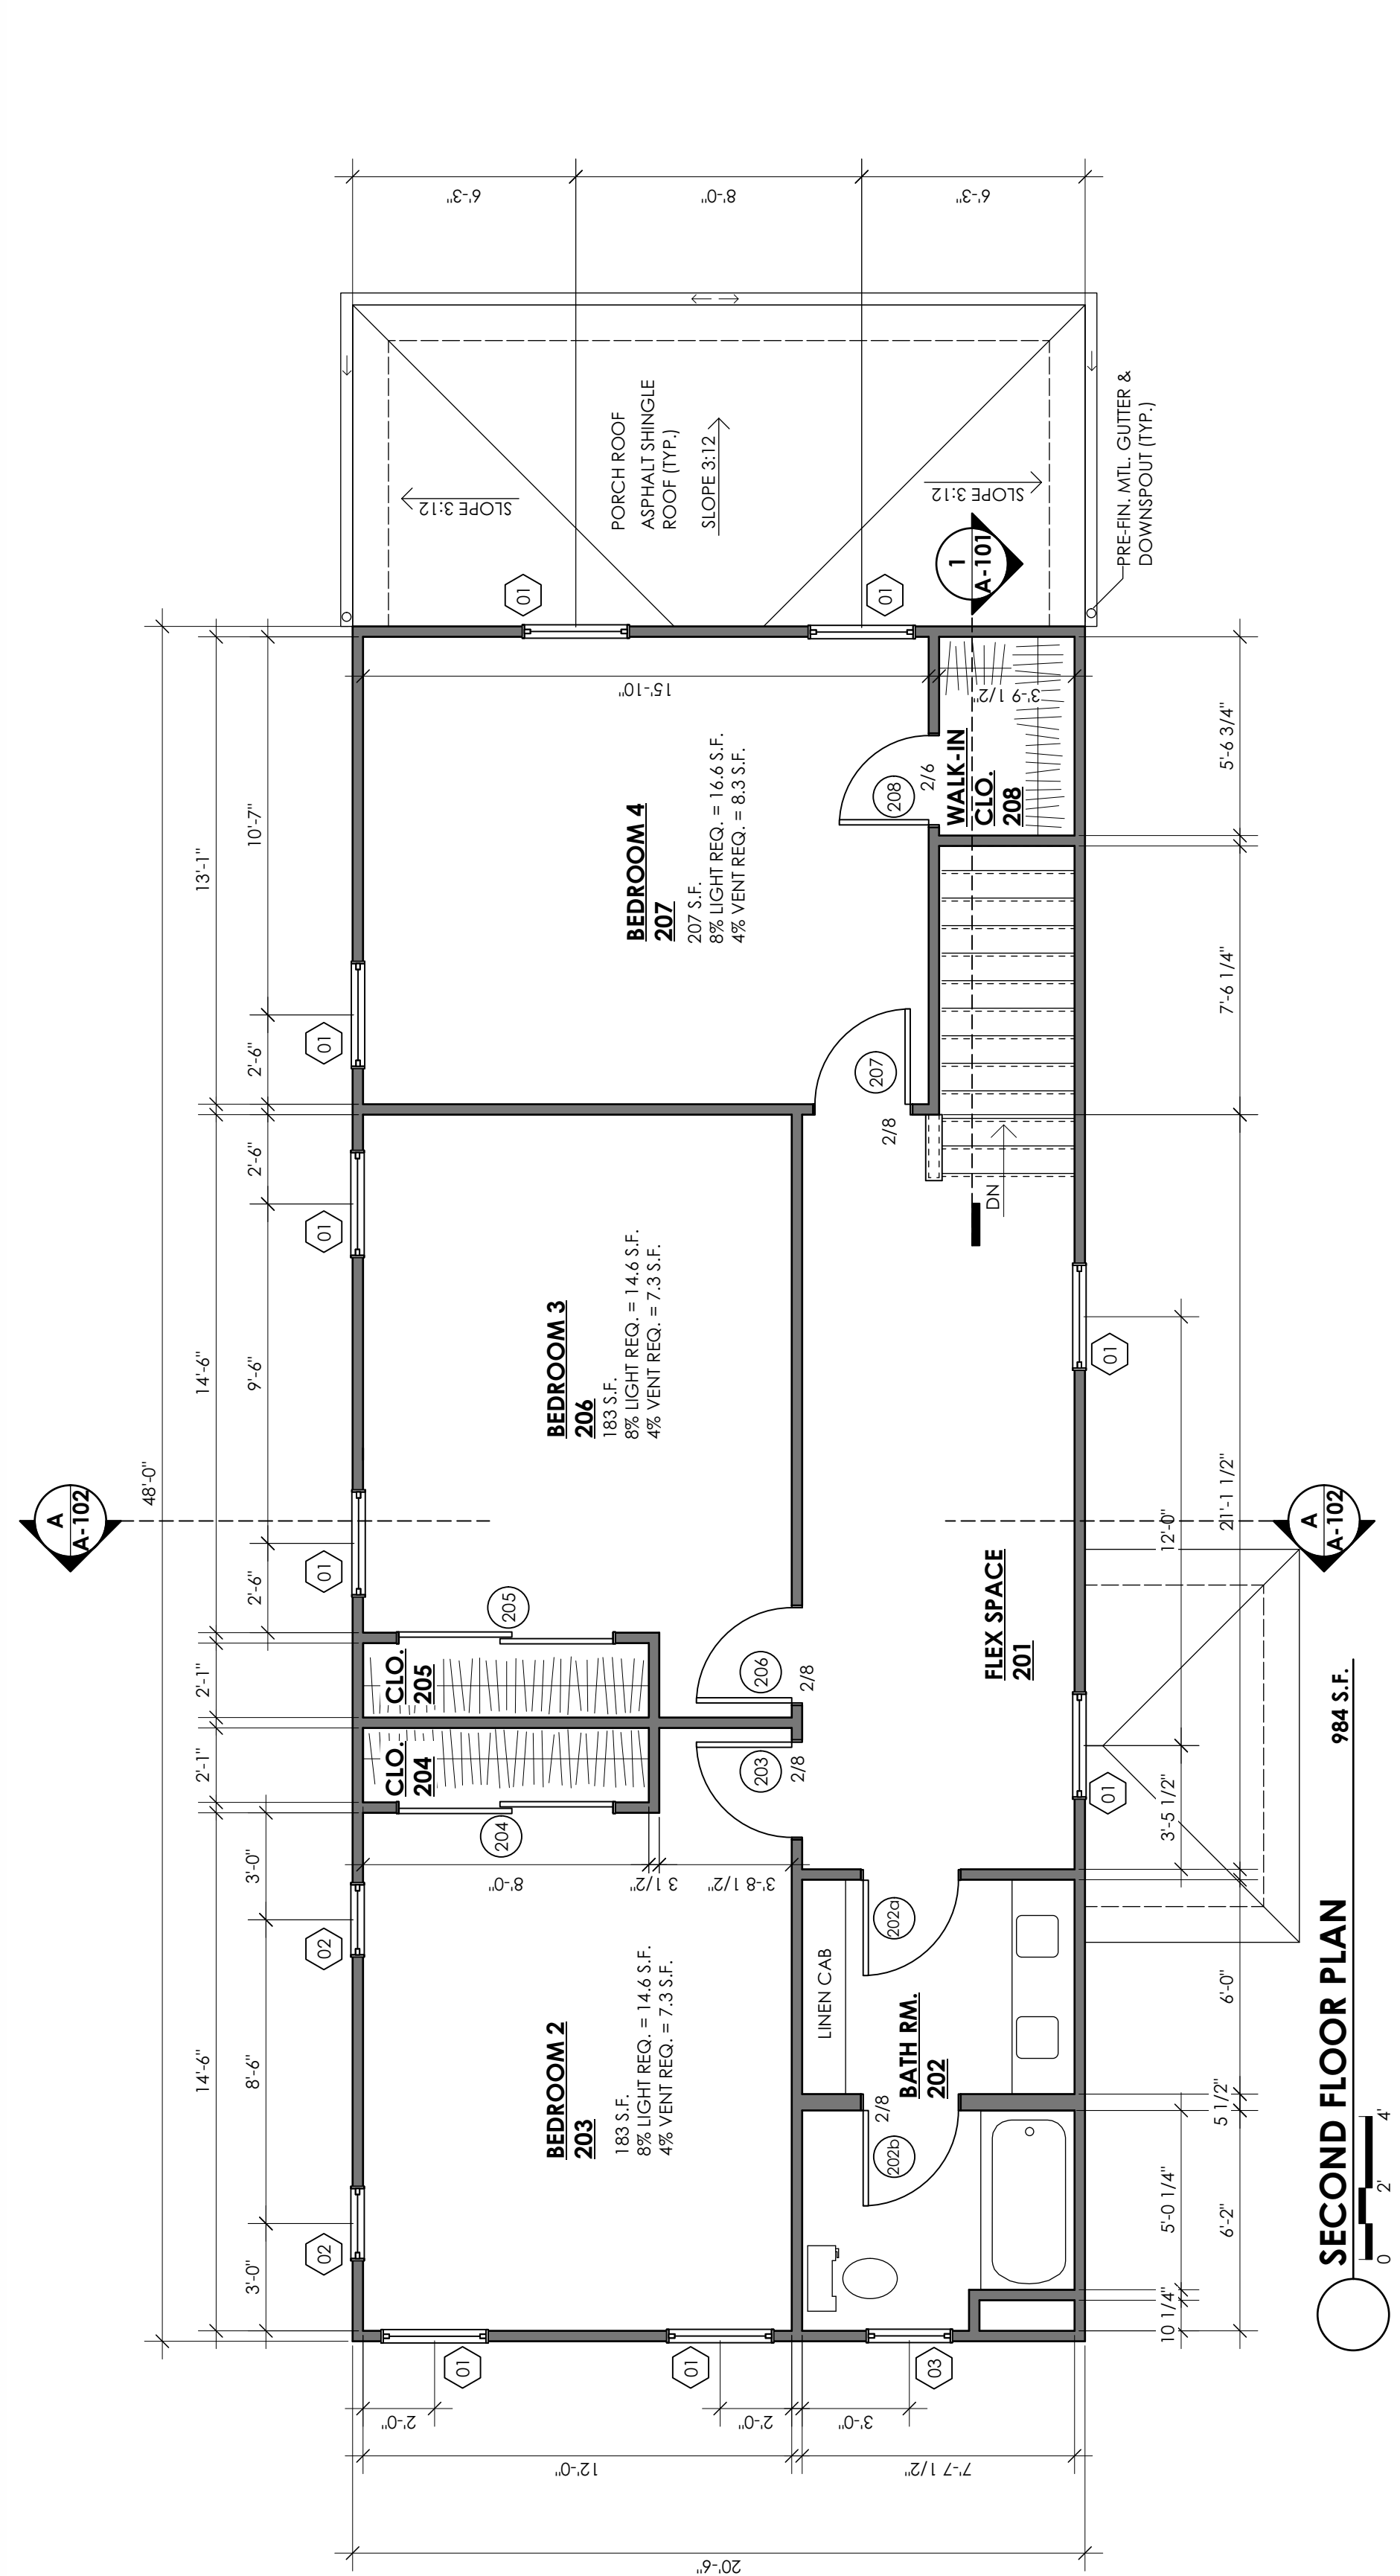 48'-0"
13'-1"
14'-6"
2'-1"
2'-1"
14'-6"
10'-7"
2'-6"
2'-6"
9'-6"
2'-6"
3'-0"
8'-6"
3'-0"
6'-3"
8'-0"
6'-3"
01
01
01
02
02
01
01
01
01
03
01
01
A
A-102
A
A-102
1
A-101
PORCH ROOF
ASPHALT SHINGLE
ROOF (TYP.)
SLOPE 3:12
SLOPE 3:12
SLOPE 3:12
PRE-FIN. MTL. GUTTER &
DOWNSPOUT (TYP.)
BEDROOM 4
207
207 S.F.
8% LIGHT REQ. = 16.6 S.F.
4% VENT REQ. = 8.3 S.F.
15'-10"
3'-9 1/2"
WALK-IN
CLO.
208
208
2/6
207
2/8
DN
BEDROOM 3
206
183 S.F.
8% LIGHT REQ. = 14.6 S.F.
4% VENT REQ. = 7.3 S.F.
CLO.
205
205
CLO.
204
204
206
2/8
203
2/8
8'-0"
3 1/2"
3'-8 1/2"
BEDROOM 2
203
183 S.F.
8% LIGHT REQ. = 14.6 S.F.
4% VENT REQ. = 7.3 S.F.
FLEX SPACE
201
LINEN CAB
202a
BATH RM.
202
2/8
202b
5'-6 3/4"
7'-6 1/4"
21'-1 1/2"
12'-0"
3'-5 1/2"
6'-0"
5 1/2"
5'-0 1/4"
6'-2"
10 1/4"
2'-0"
2'-0"
3'-0"
12'-0"
7'-7 1/2"
20'-6"
SECOND FLOOR PLAN
984 S.F.
0
2'
4'